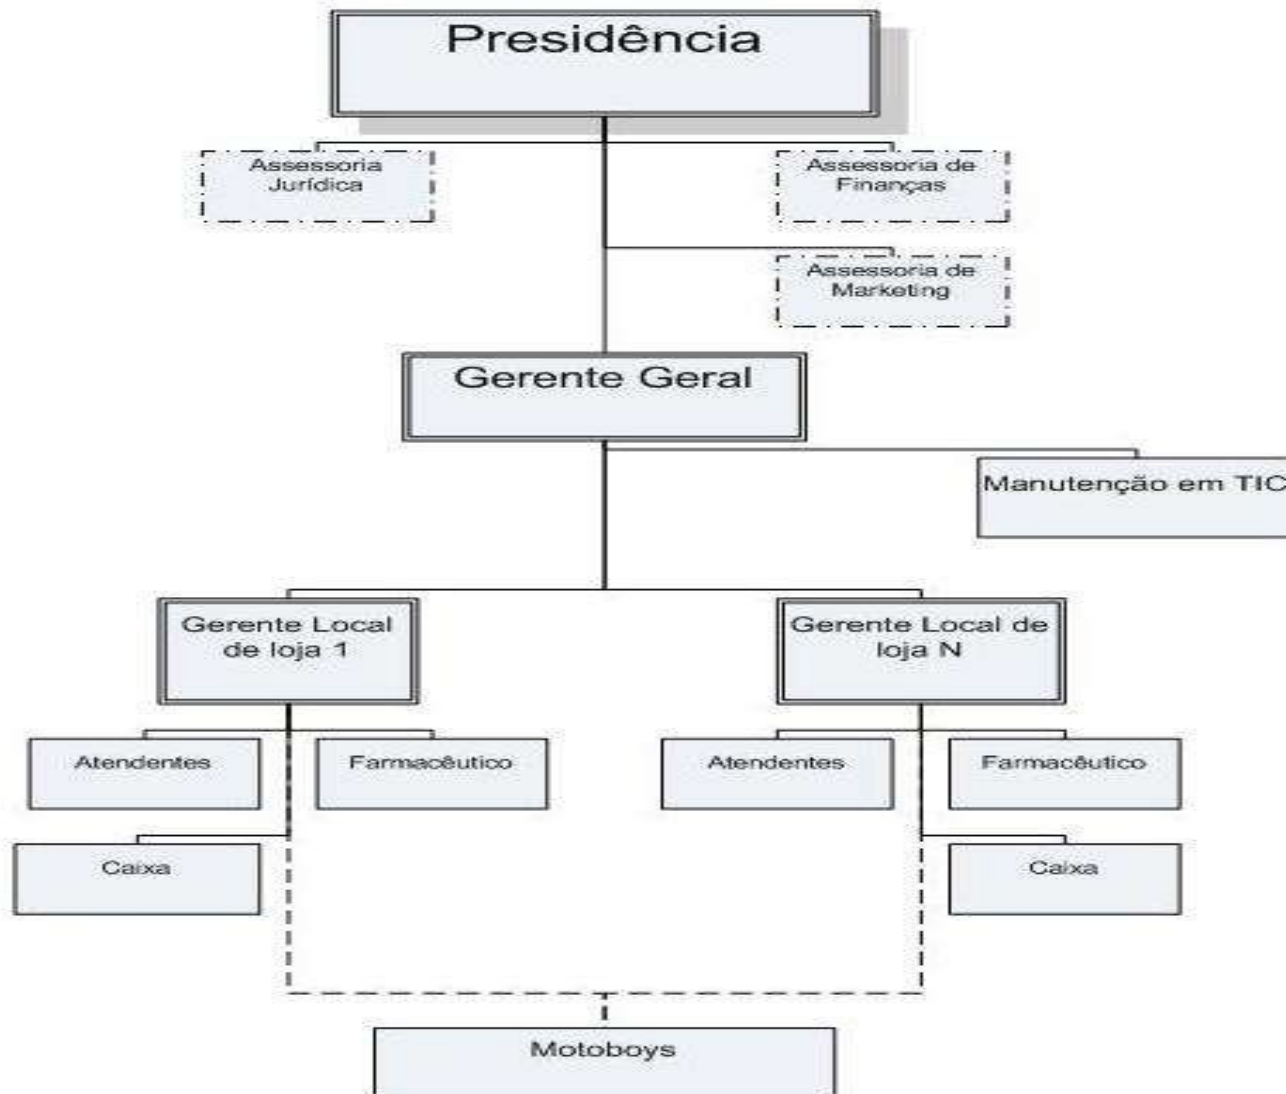 Presidência
Assessoria
Jurídica
Assessoria de
Finanças
Assessoria de
Marketing
Gerente Geral
Manutenção em TIC
Gerente Local
de loja 1
Gerente Local de
loja N
Atendentes
Farmacêutico
Atendentes
Farmacêutico
Caixa
Caixa
Motoboys